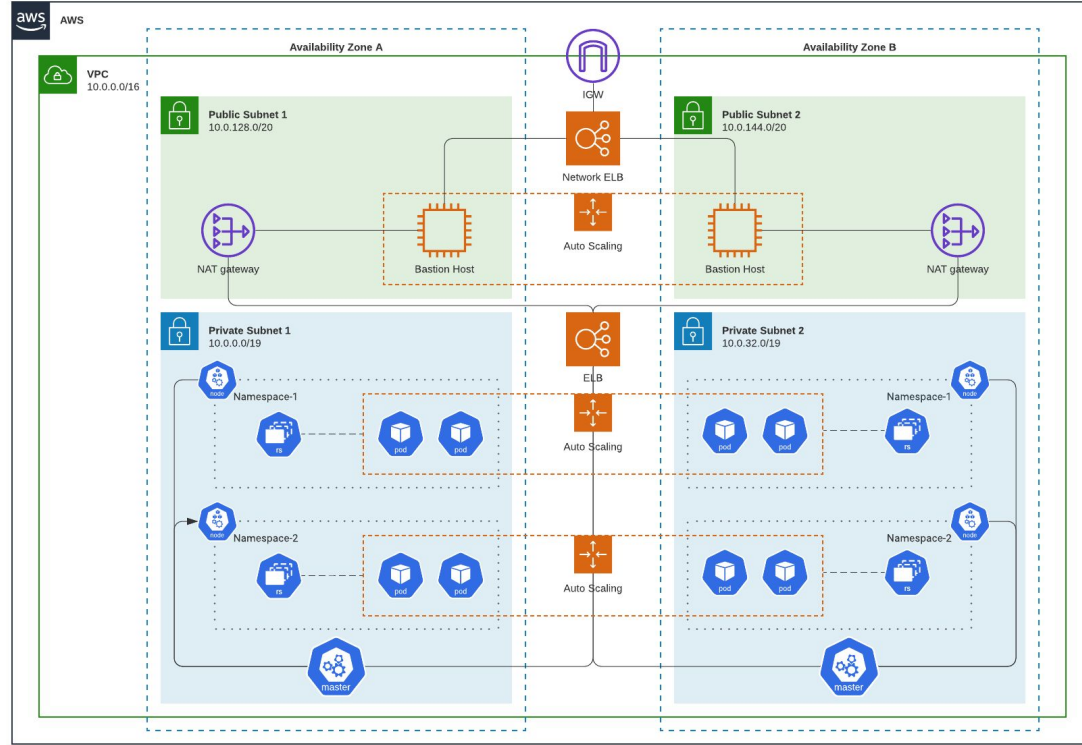 aws
AWS
Availability Zone A
Availability Zone B
VPC
10.0.0.0/16
IGW
Public Subnet 1
10.0.128.0/20
Public Subnet 2
10.0.144.0/20
Network ELB
NAT gateway
Bastion Host
Auto Scaling
Bastion Host
NAT gateway
Private Subnet 1
10.0.0.0/19
ELB
Private Subnet 2
10.0.32.0/19
node
Namespace-1
rs
pod
pod
Auto Scaling
pod
pod
Namespace-1
rs
node
node
Namespace-2
rs
pod
pod
Auto Scaling
pod
pod
Namespace-2
rs
node
master
master